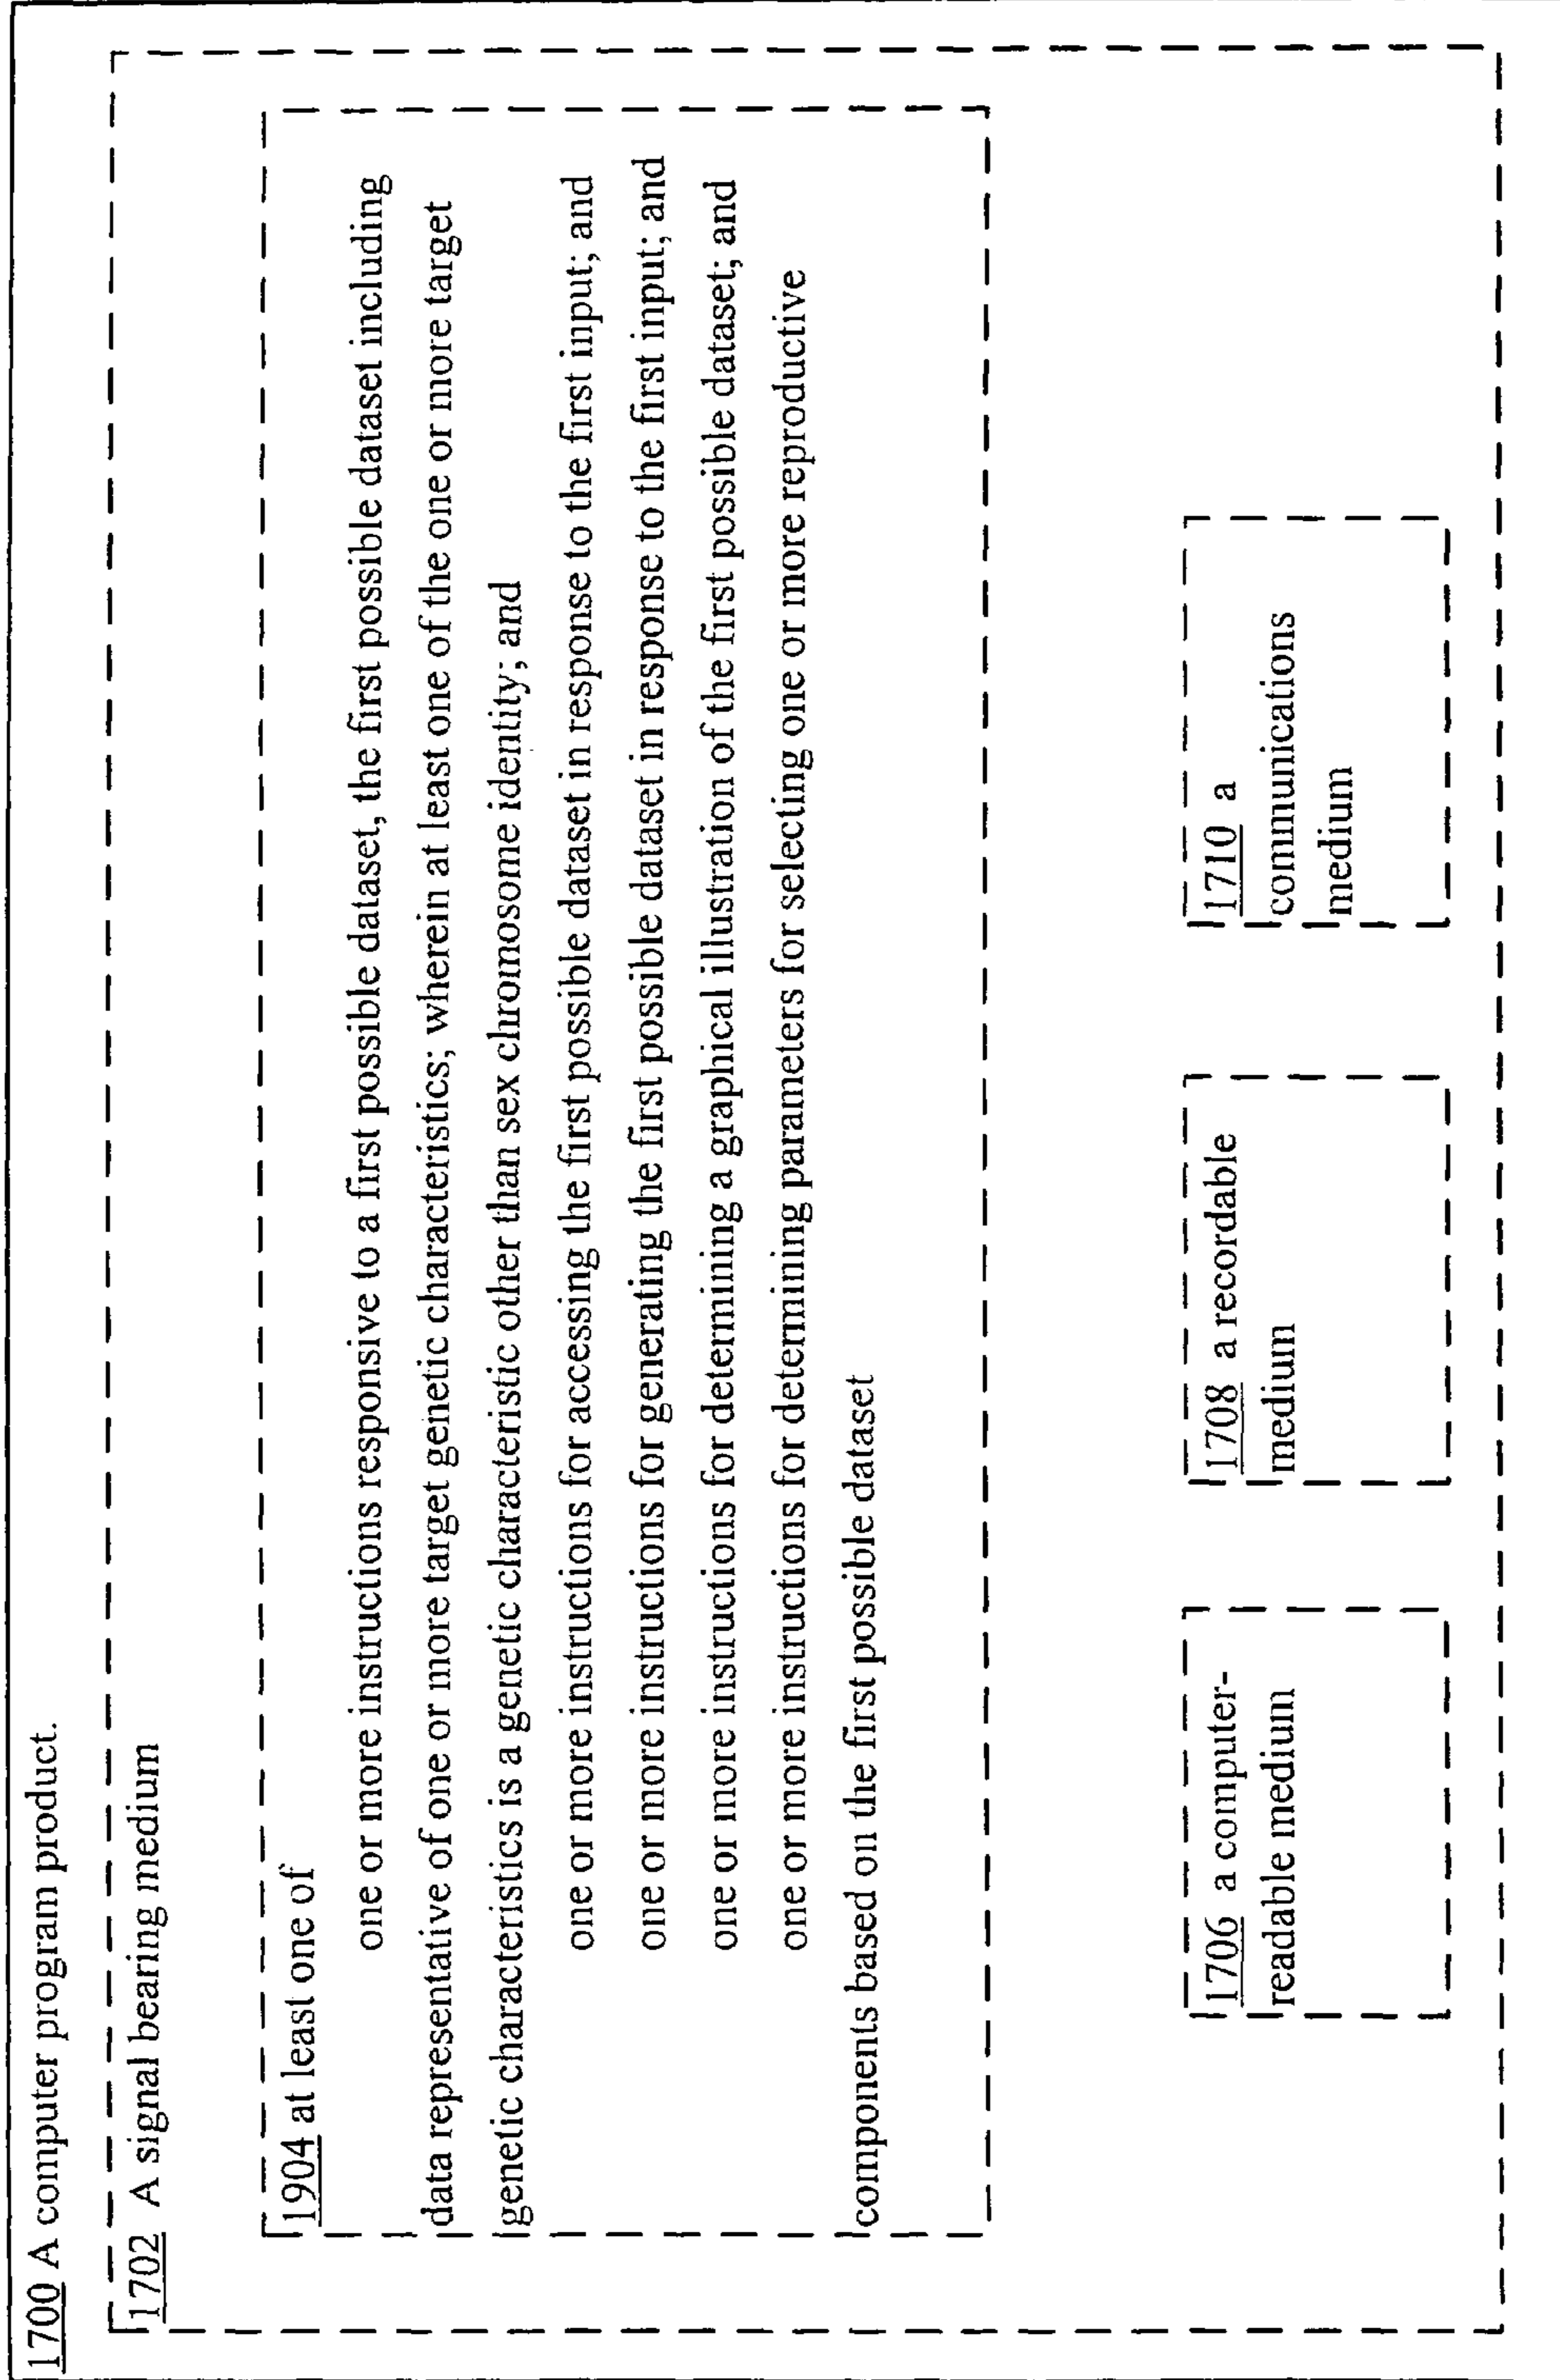 1700 A computer program product.
1702 A signal bearing medium
1904 at least one of
one or more instructions responsive to a first possible dataset, the first possible dataset including
data representative of one or more target genetic characteristics; wherein at least one of the one or more target
genetic characteristics is a genetic characteristic other than sex chromosome identity; and
one or more instructions for accessing the first possible dataset in response to the first input; and
one or more instructions for generating the first possible dataset in response to the first input; and
one or more instructions for determining a graphical illustration of the first possible dataset; and
one or more instructions for determining parameters for selecting one or more reproductive
components based on the first possible dataset
1706 a computer-
readable medium
1708 a recordable
medium
1710 a
communications
medium